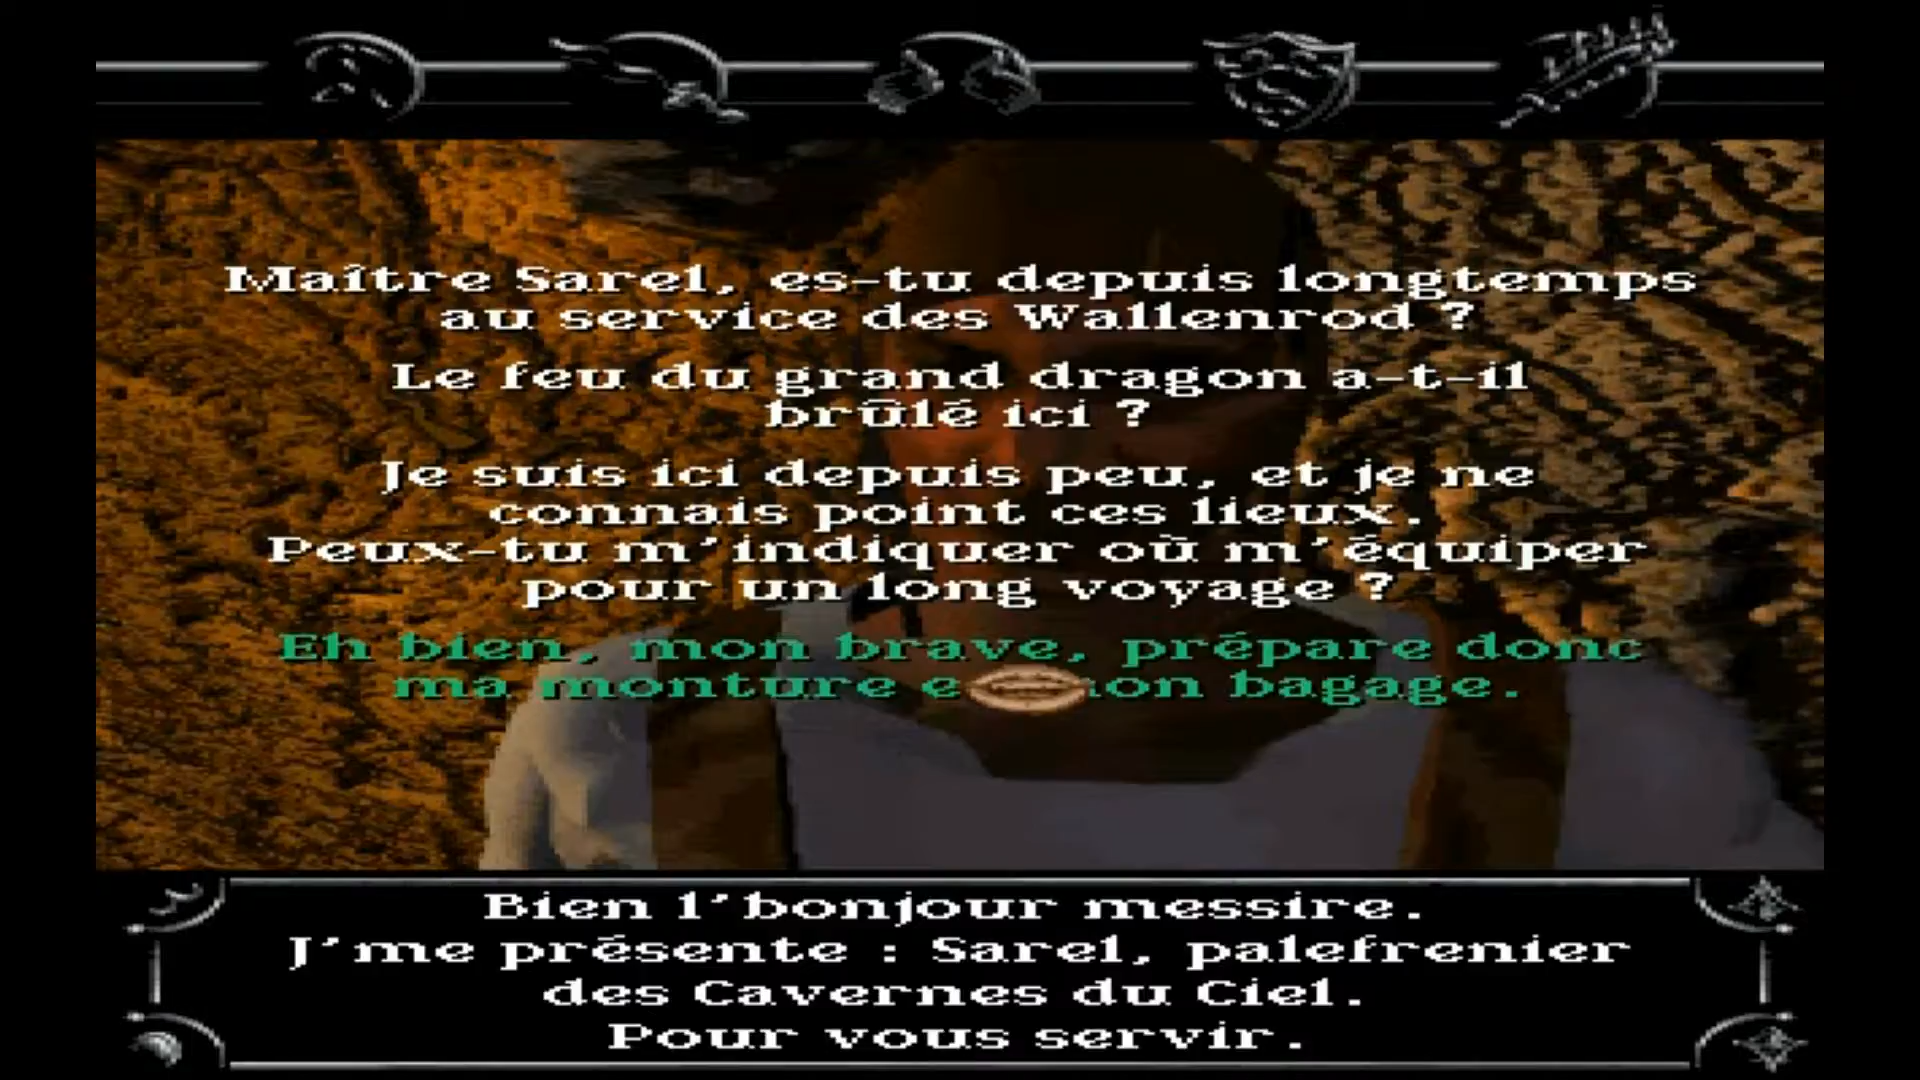 Maître Sarel, es-tu depuis longtemps
au service des Wallenrod ?
Le feu du grand dragon a-t-il
brûlé ici ?
Je suis ici depuis peu, et je ne
connais point ces lieux.
Peux-tu m'indiquer où m'équiper
pour un long voyage ?
Eh bien, mon brave, prépare donc
ma monture bagage.
Bien l'bonjour messire.
J'me présente : Sarel, palefrenier
des Cavernes du Ciel.
Pour vous servir.